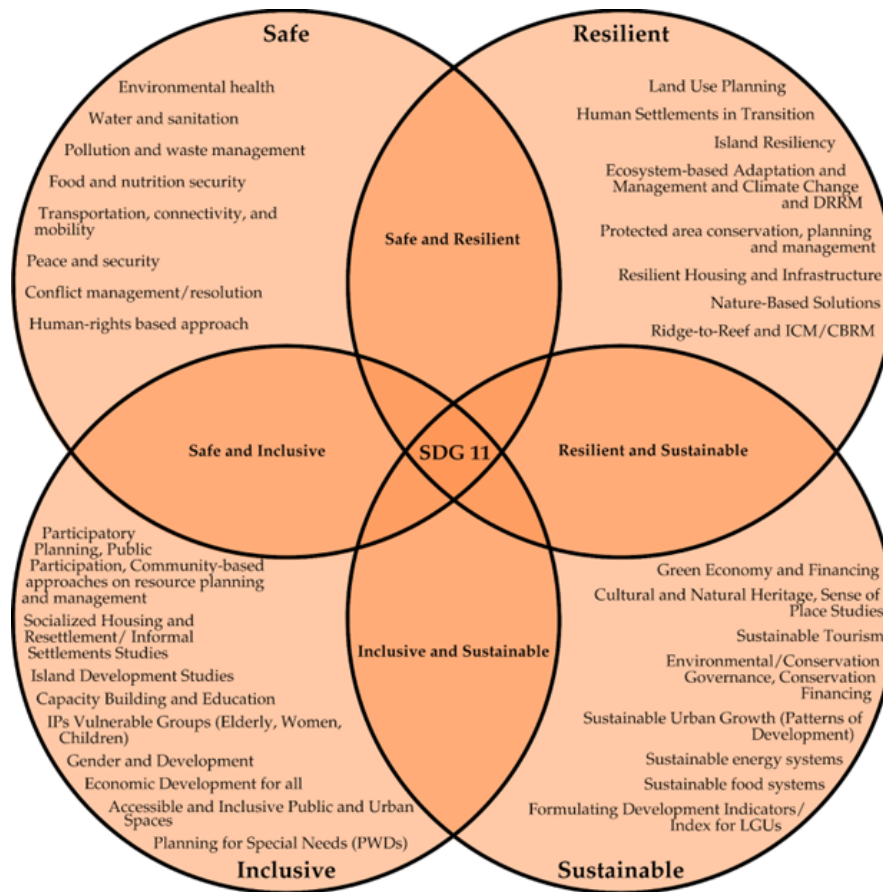 Safe
Environmental health
Water and sanitation
Pollution and waste management
Food and nutrition security
Transportation, connectivity, and
mobility
Peace and security
Conflict management/resolution
Human-rights based approach
Resilient
Land Use Planning
Human Settlements in Transition
Island Resiliency
Ecosystem-based Adaptation and
Management and Climate Change
and DRRM
Protected area conservation, planning
and management
Resilient Housing and Infrastructure
Nature-Based Solutions
Ridge-to-Reef and ICM/CBRM
Safe and Resilient
Safe and Inclusive
SDG 11
Resilient and Sustainable
Inclusive and Sustainable
Participatory
Planning, Public
Participation, Community-based
approaches on resource planning
and management
Socialized Housing and
Resettlement/ Informal
Settlements Studies
Island Development Studies
Capacity Building and Education
IPs Vulnerable Groups (Elderly, Women,
Children)
Gender and Development
Economic Development for all
Accessible and Inclusive Public and Urban
Spaces
Planning for Special Needs (PWDs)
Inclusive
Green Economy and Financing
Cultural and Natural Heritage, Sense of
Place Studies
Sustainable Tourism
Environmental/Conservation
Governance, Conservation
Financing
Sustainable Urban Growth (Patterns of
Development)
Sustainable energy systems
Sustainable food systems
Formulating Development Indicators/
Index for LGUs
Sustainable